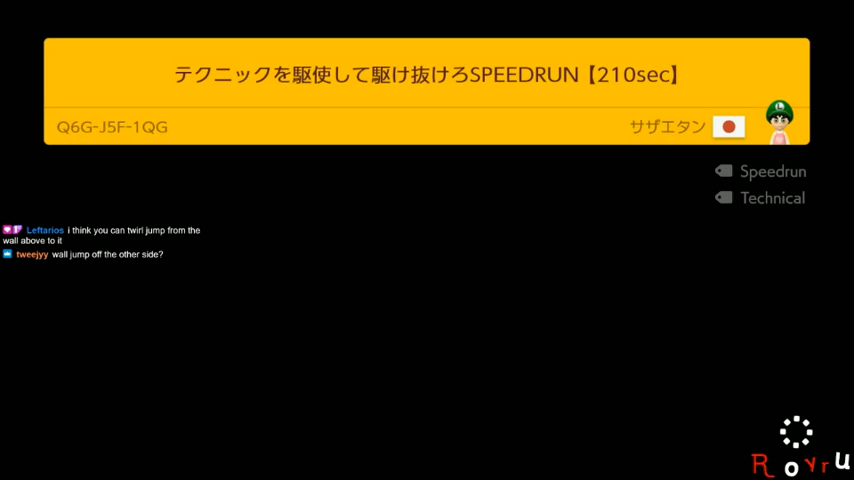 テクニックを駆使して駆け抜けろSPEEDRUN【210sec】
Q6G-J5F-1QG
サザエタン
Speedrun
Technical
Leftarios i think you can twirl jump from the
wall above to it
tweejyy wall jump off the other side?
Royru